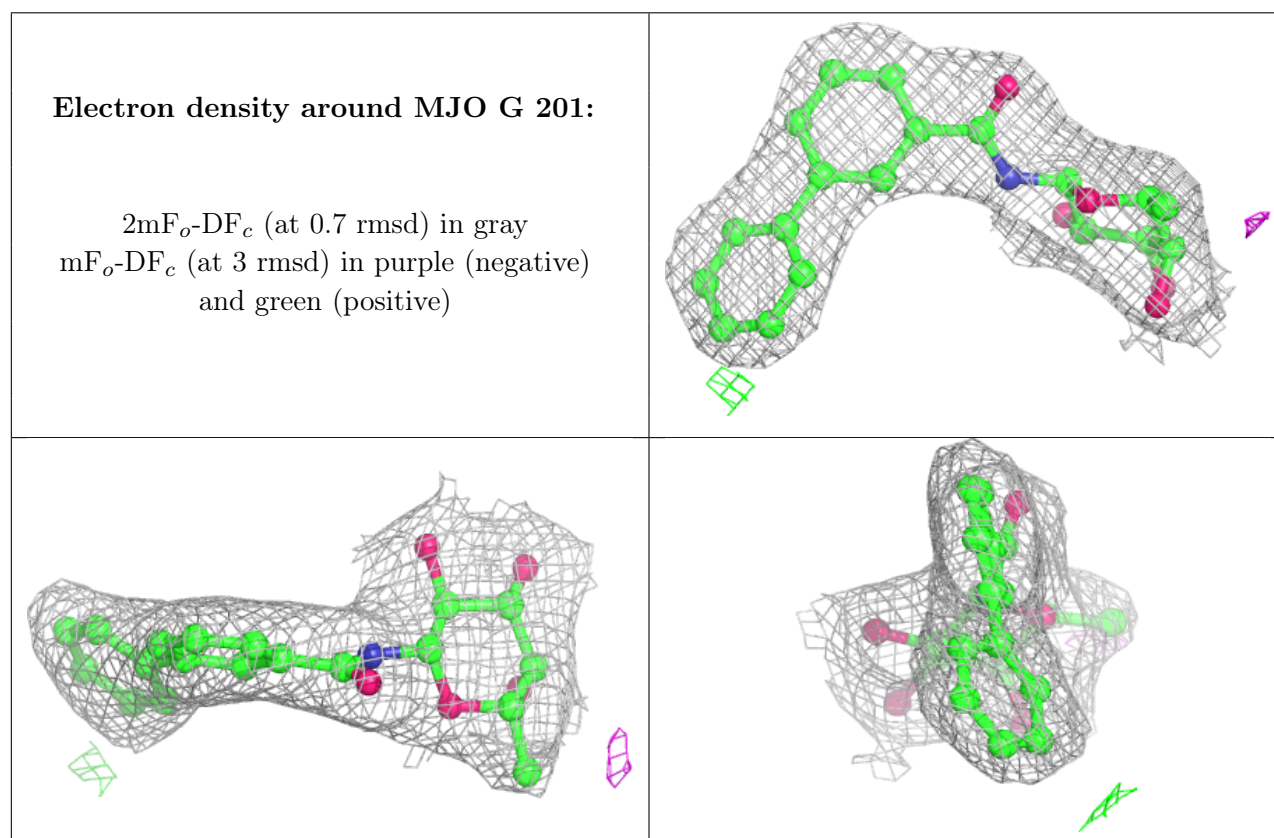 Electron density around MJO G 201:
2mFo-DFc (at 0.7 rmsd) in gray
mFo-DFc (at 3 rmsd) in purple (negative)
and green (positive)